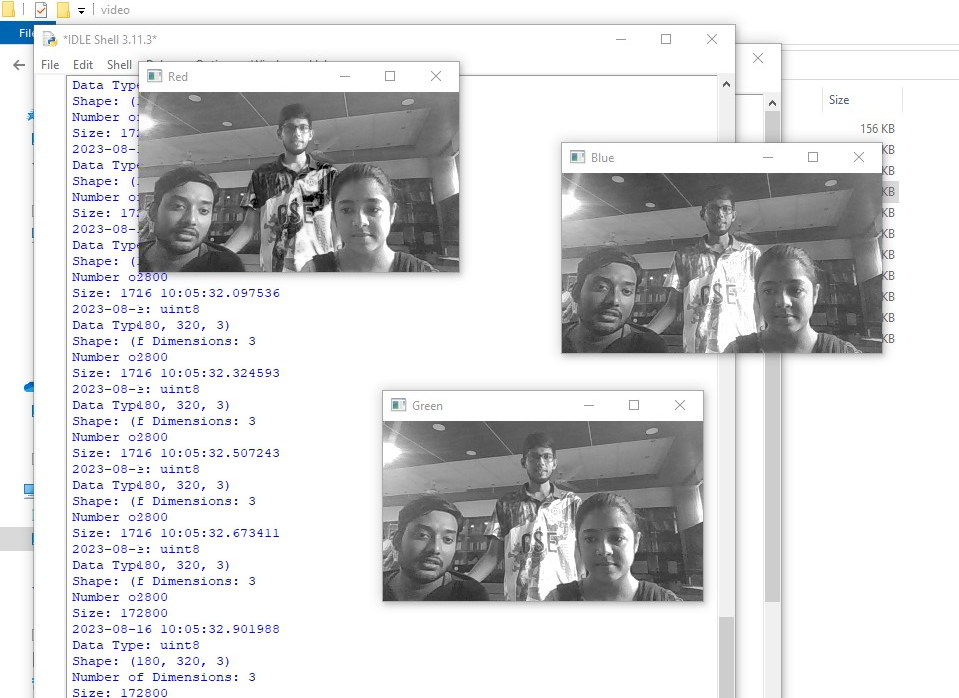 video
Fil
*IDLE Shell 3.11.3*
File Edit Shell
Red
Size
156 KB
KB
KB
KB
KB
KB
KB
KB
KB
KB
KB
Blue
Green
CSE
CSE
CSE
Data Type
Shape: (1
Number o
Size: 172
2023-08-
Data Type
Shape: (
Number o
Size: 172
2023-08-
Data Type
Shape: (
Number o2800
Size: 1716 10:05:32.097536
2023-08-e: uint8
Data Typ180, 320, 3)
Shape: (f Dimensions: 3
Number o2800
Size: 1716 10:05:32.324593
2023-08-e: uint8
Data Typ180, 320, 3)
Shape: (f Dimensions: 3
Number o2800
Size: 1716 10:05:32.507243
2023-08-e: uint8
Data Typ180, 320, 3)
Shape: (f Dimensions: 3
Number o2800
Size: 1716 10:05:32.673411
2023-08-e: uint8
Data Typ180, 320, 3)
Shape: (f Dimensions: 3
Number o2800
Size: 172800
2023-08-16 10:05:32.901988
Data Type: uint8
Shape: (180, 320, 3)
Number of Dimensions: 3
Size: 172800